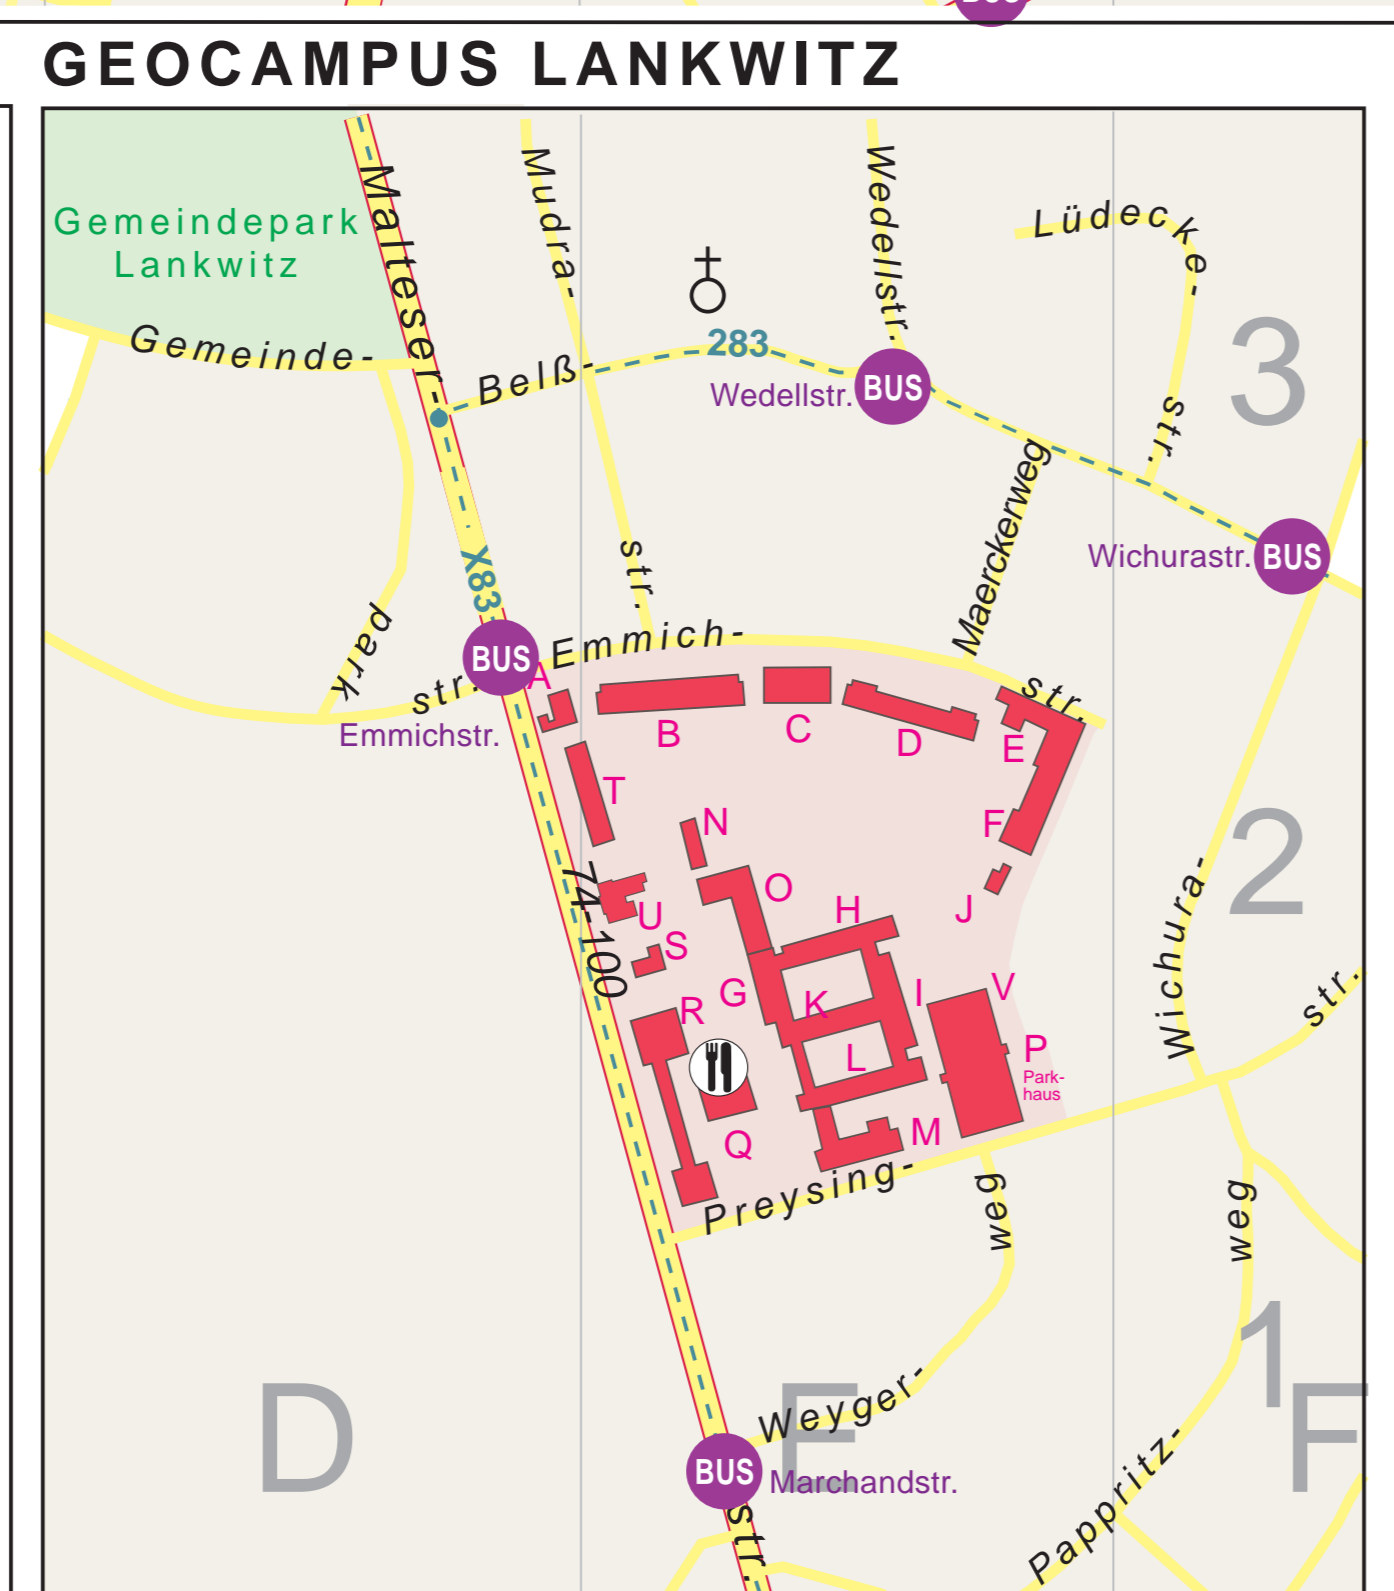 BUS
GEOCAMPUS LANKWITZ
Gemeindepark
Lankwitz
Malteser-
Mudra-
Wedellstr.
Lüdecke-
3
Gemeinde-
Belß-
283
Wedellstr.
BUS
str.
Maerckerweg
Wichurastr.
BUS
X83
str.
park
BUS
Emmich-
str.
str.
Emmichstr.
A
B
C
D
E
T
N
F
2
74-100
U
O
H
J
S
Wichura-
G
K
I
V
R
L
P
Park-
haus
str.
Q
M
Preysing-
weg
weg
1
D
E
F
Weyger-
BUS
Marchandstr.
Pappritz-
str.